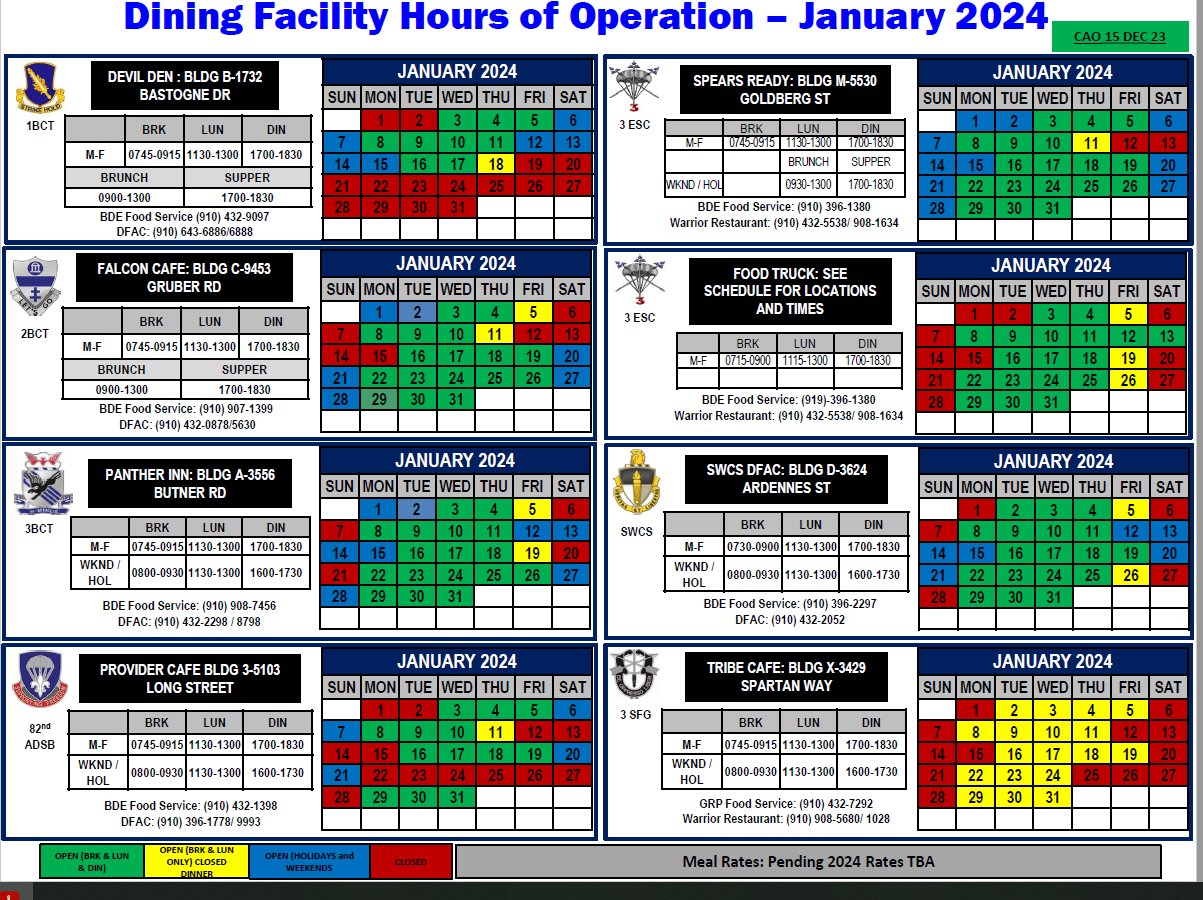 Dining Facility Hours of Operation – January 2024
CAO 15 DEC 23
STRIKE HOLD
1BCT
DEVIL DEN : BLDG B-1732
BASTOGNE DR
BRK LUN DIN
M-F 0745-0915 1130-1300 1700-1830
BRUNCH SUPPER
0900-1300 1700-1830
BDE Food Service (910) 432-9097
DFAC: (910) 643-6886/6888
JANUARY 2024
SUN MON TUE WED THU FRI SAT
1 2 3 4 5 6
7 8 9 10 11 12 13
14 15 16 17 18 19 20
21 22 23 24 25 26 27
28 29 30 31
3
3 ESC
SPEARS READY: BLDG M-5530
GOLDBERG ST
BRK LUN DIN
M-F 0745-0915 1130-1300 1700-1830
BRUNCH SUPPER
WKND / HOL 0930-1300 1700-1830
BDE Food Service: (910) 396-1380
Warrior Restaurant: (910) 432-5538/ 908-1634
JANUARY 2024
SUN MON TUE WED THU FRI SAT
1 2 3 4 5 6
7 8 9 10 11 12 13
14 15 16 17 18 19 20
21 22 23 24 25 26 27
28 29 30 31
LET'S GO
2BCT
FALCON CAFE: BLDG C-9453
GRUBER RD
BRK LUN DIN
M-F 0745-0915 1130-1300 1700-1830
BRUNCH SUPPER
0900-1300 1700-1830
BDE Food Service: (910) 907-1399
DFAC: (910) 432-0878/5630
JANUARY 2024
SUN MON TUE WED THU FRI SAT
1 2 3 4 5 6
7 8 9 10 11 12 13
14 15 16 17 18 19 20
21 22 23 24 25 26 27
28 29 30 31
3
3 ESC
FOOD TRUCK: SEE
SCHEDULE FOR LOCATIONS
AND TIMES
BRK LUN DIN
M-F 0715-0900 1115-1300 1700-1830
BDE Food Service: (919)-396-1380
Warrior Restaurant: (910) 432-5538/ 908-1634
JANUARY 2024
SUN MON TUE WED THU FRI SAT
1 2 3 4 5 6
7 8 9 10 11 12 13
14 15 16 17 18 19 20
21 22 23 24 25 26 27
28 29 30 31
H-MINUS
3BCT
PANTHER INN: BLDG A-3556
BUTNER RD
BRK LUN DIN
M-F 0745-0915 1130-1300 1700-1830
WKND / HOL 0800-0930 1130-1300 1600-1730
BDE Food Service: (910) 908-7456
DFAC: (910) 432-2298 / 8798
JANUARY 2024
SUN MON TUE WED THU FRI SAT
1 2 3 4 5 6
7 8 9 10 11 12 13
14 15 16 17 18 19 20
21 22 23 24 25 26 27
28 29 30 31
SWCS
SWCS DFAC: BLDG D-3624
ARDENNES ST
BRK LUN DIN
M-F 0730-0900 1130-1300 1700-1830
WKND / HOL 0800-0930 1130-1300 1600-1730
BDE Food Service: (910) 396-2297
DFAC: (910) 432-2052
JANUARY 2024
SUN MON TUE WED THU FRI SAT
1 2 3 4 5 6
7 8 9 10 11 12 13
14 15 16 17 18 19 20
21 22 23 24 25 26 27
28 29 30 31
82nd
ADSB
PROVIDER CAFE BLDG 3-5103
LONG STREET
BRK LUN DIN
M-F 0745-0915 1130-1300 1700-1830
WKND / HOL 0800-0930 1130-1300 1600-1730
BDE Food Service: (910) 432-1398
DFAC: (910) 396-1778/ 9993
JANUARY 2024
SUN MON TUE WED THU FRI SAT
1 2 3 4 5 6
7 8 9 10 11 12 13
14 15 16 17 18 19 20
21 22 23 24 25 26 27
28 29 30 31
3 SFG
TRIBE CAFE: BLDG X-3429
SPARTAN WAY
BRK LUN DIN
M-F 0745-0915 1130-1300 1700-1830
WKND / HOL 0800-0930 1130-1300 1600-1730
GRP Food Service: (910) 432-7292
Warrior Restaurant: (910) 908-5680/ 1028
JANUARY 2024
SUN MON TUE WED THU FRI SAT
1 2 3 4 5 6
7 8 9 10 11 12 13
14 15 16 17 18 19 20
21 22 23 24 25 26 27
28 29 30 31
OPEN (BRK & LUN
& DIN)
OPEN (BRK & LUN
ONLY) CLOSED
DINNER
OPEN (HOLIDAYS and
WEEKENDS
CLOSED
Meal Rates: Pending 2024 Rates TBA